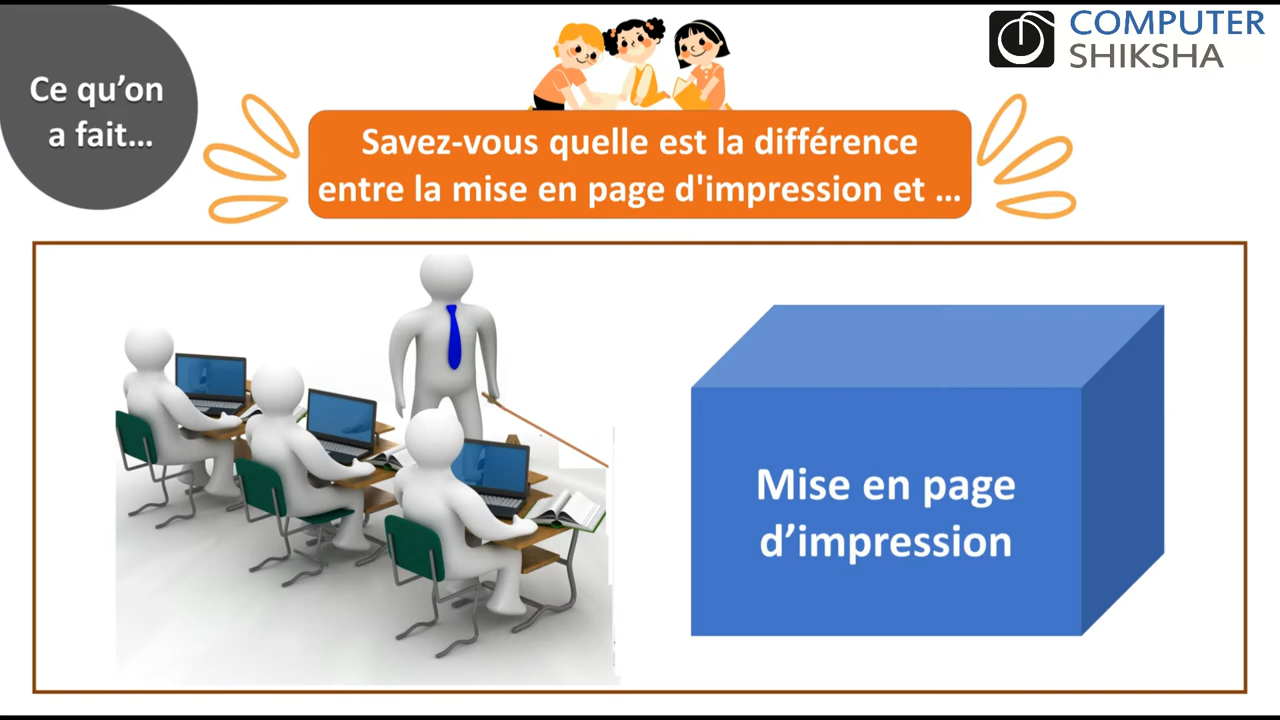 Ce qu’on
a fait...
COMPUTER
SHIKSHA
Savez-vous quelle est la différence
entre la mise en page d'impression et ...
Mise en page
d’impression